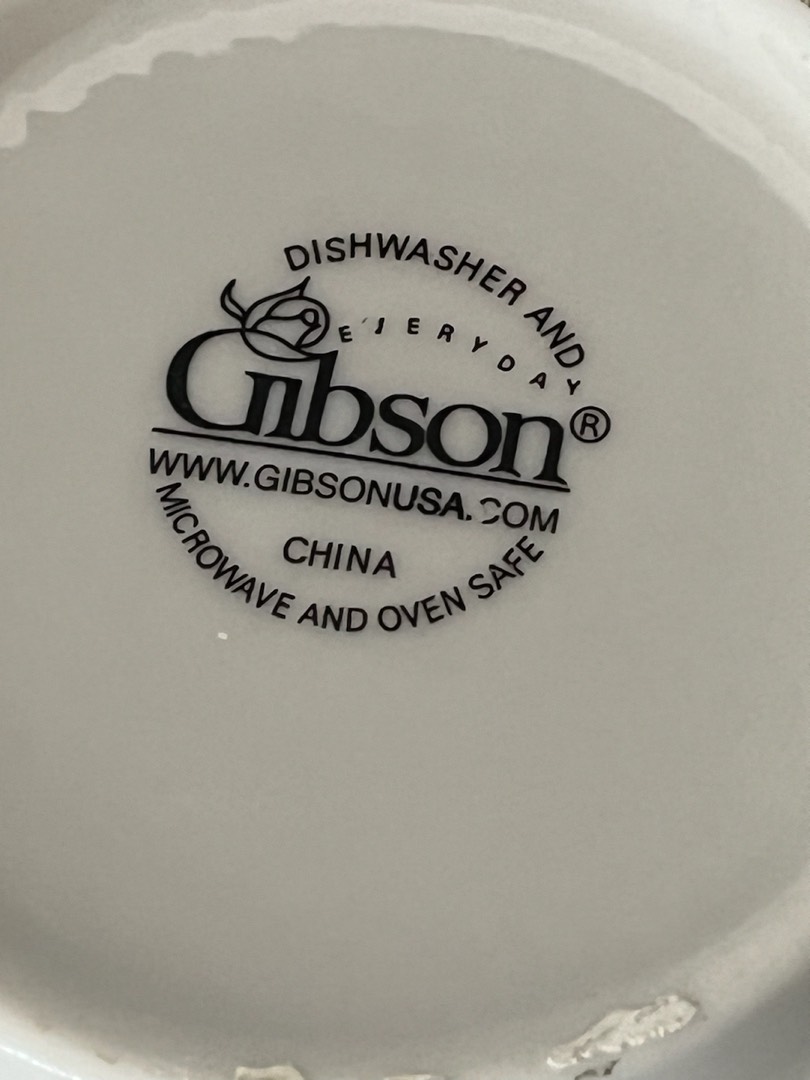 DISHWASHER AND
EVERYDAY
Gibson®
WWW.GIBSONUSA.COM
CHINA
MICROWAVE AND OVEN SAFE